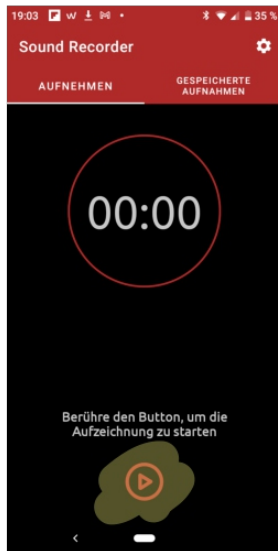 19:03 35 %
Sound Recorder
AUFNEHMEN
GESPEICHERTE
AUFNAHMEN
00:00
Berühre den Button, um die
Aufzeichnung zu starten